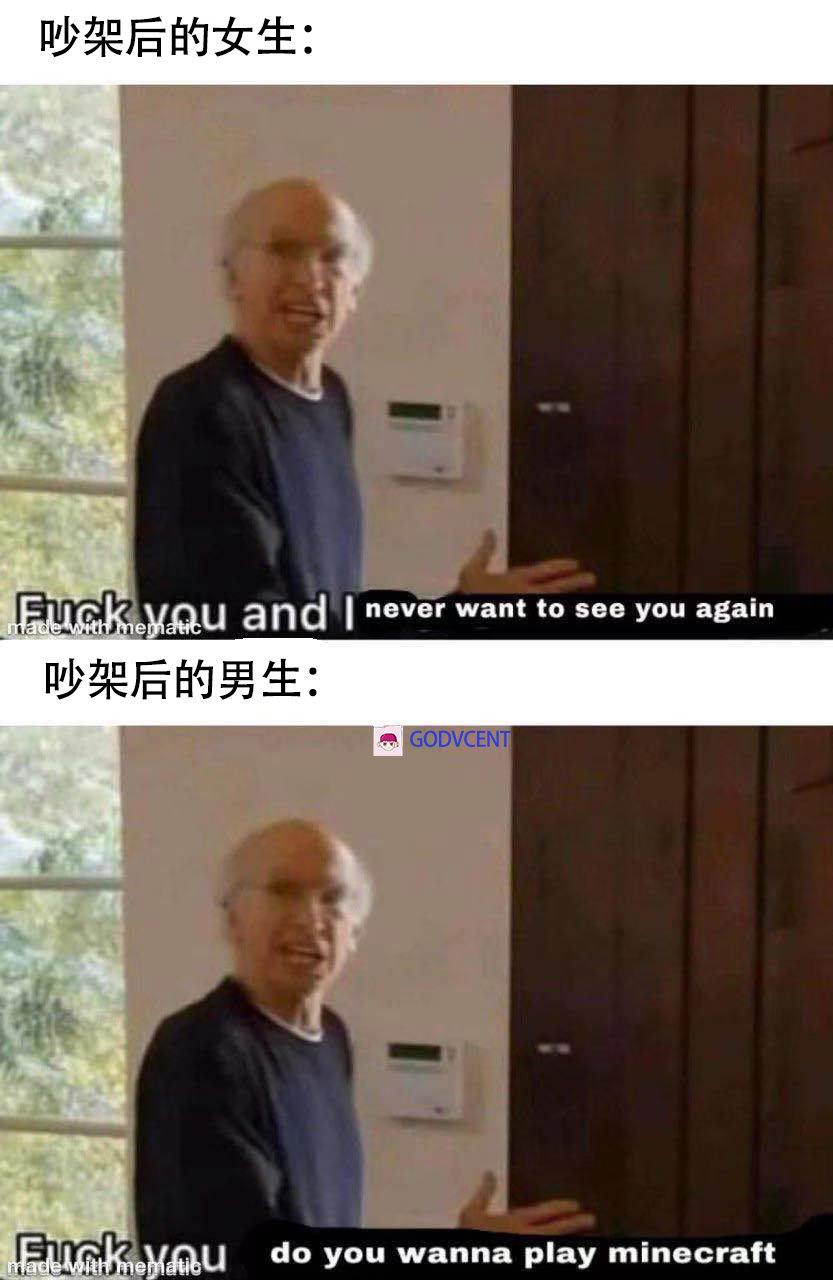 吵架后的女生：
Fuck you and I never want to see you again
made with mematic
吵架后的男生：
GODVCENT
Fuck you do you wanna play minecraft
made with mematic